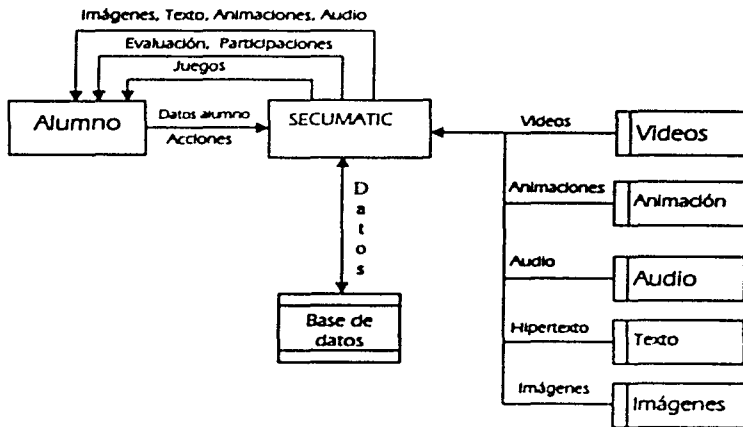 Imágenes, Texto, Animaciones, Audio
Evaluación, Participaciones
Juegos
Alumno
Datos alumno
Acciones
SECUMATIC
Videos
Videos
Animaciones
Animación
Audio
Audio
Hipertexto
Texto
Imágenes
Imágenes
Datos
Base de
datos